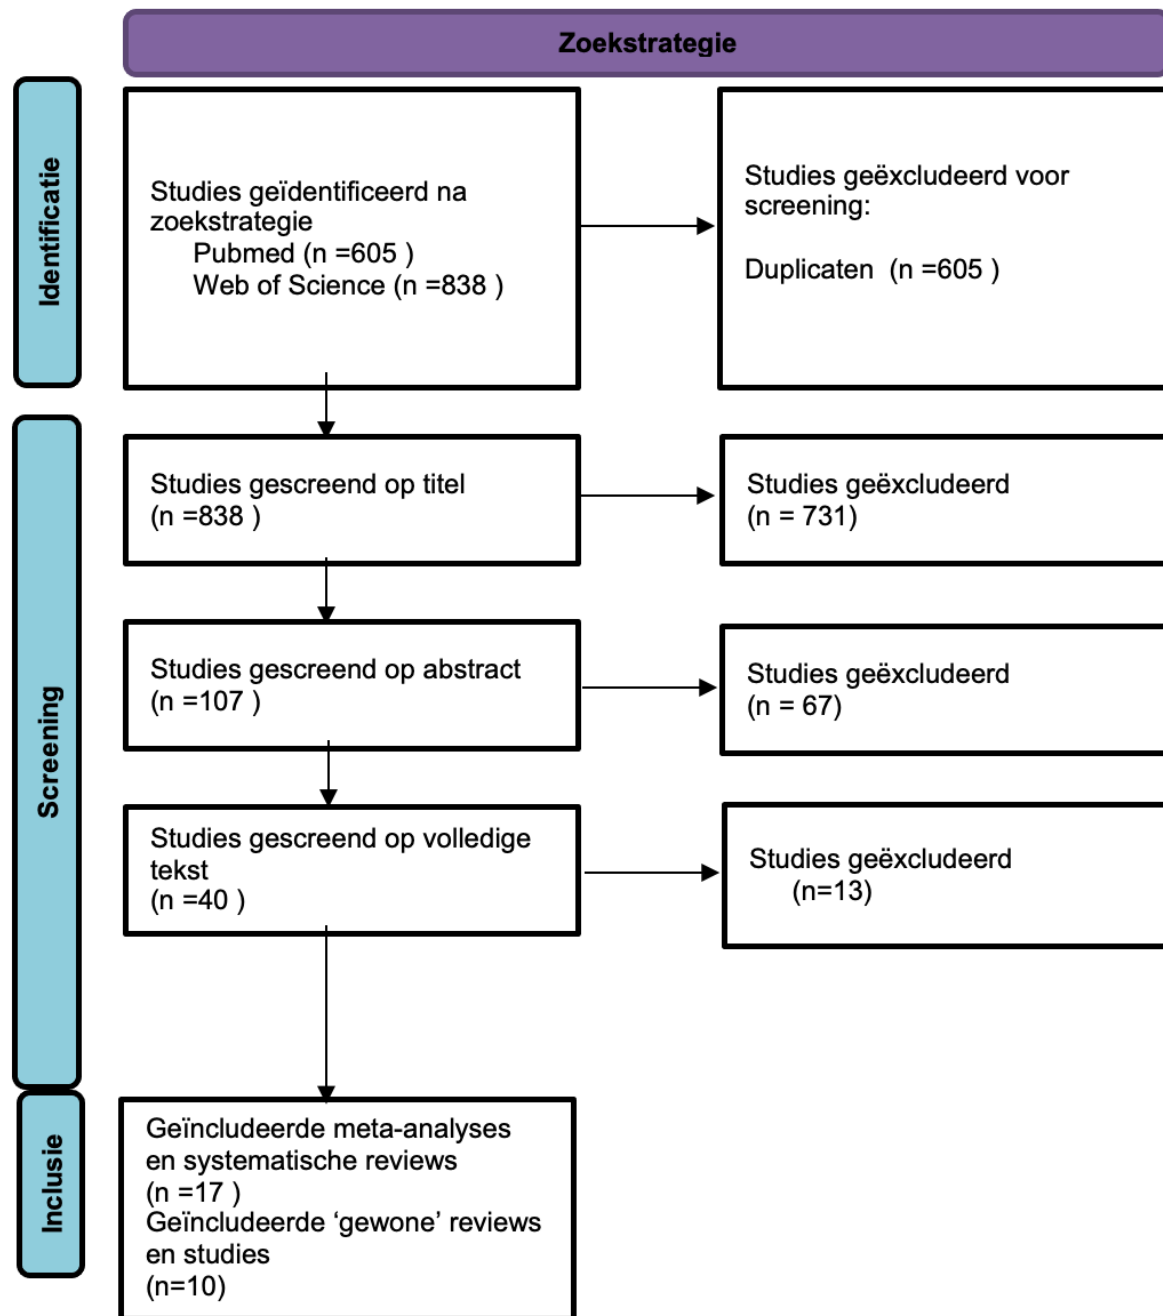 Zoekstrategie
Identificatie
Studies geïdentificeerd na
zoekstrategie
Pubmed (n =605 )
Web of Science (n =838 )
Studies geëxcludeerd voor
screening:
Duplicaten  (n =605 )
Screening
Studies gescreend op titel
(n =838 )
Studies geëxcludeerd
(n = 731)
Studies gescreend op abstract
(n =107 )
Studies geëxcludeerd
(n = 67)
Studies gescreend op volledige
tekst
(n =40 )
Studies geëxcludeerd
(n=13)
Inclusie
Geïncludeerde meta-analyses
en systematische reviews
(n =17 )
Geïncludeerde ‘gewone’ reviews
en studies
(n=10)